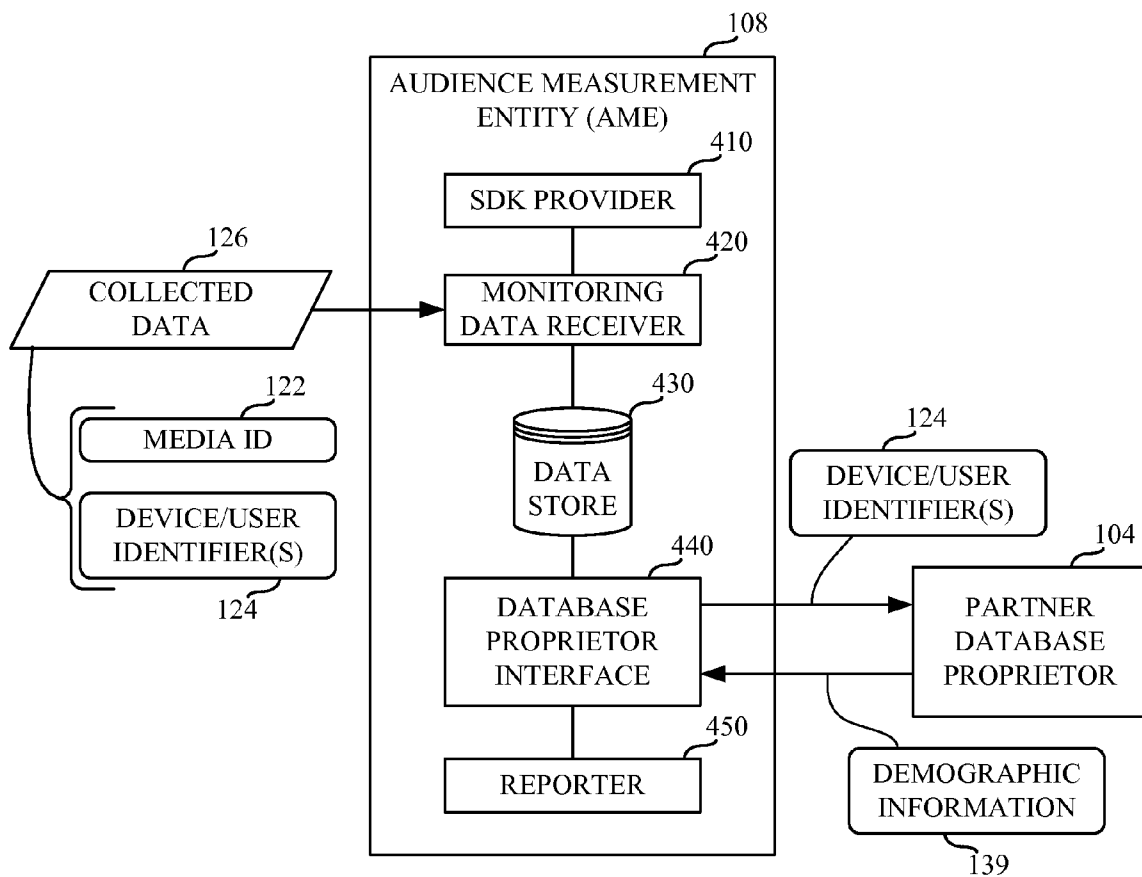 108
AUDIENCE MEASUREMENT
ENTITY (AME)
410
SDK PROVIDER
126
COLLECTED
DATA
420
MONITORING
DATA RECEIVER
122
MEDIA ID
DEVICE/USER
IDENTIFIER(S)
124
430
DATA
STORE
124
DEVICE/USER
IDENTIFIER(S)
440
DATABASE
PROPRIETOR
INTERFACE
104
PARTNER
DATABASE
PROPRIETOR
450
REPORTER
DEMOGRAPHIC
INFORMATION
139